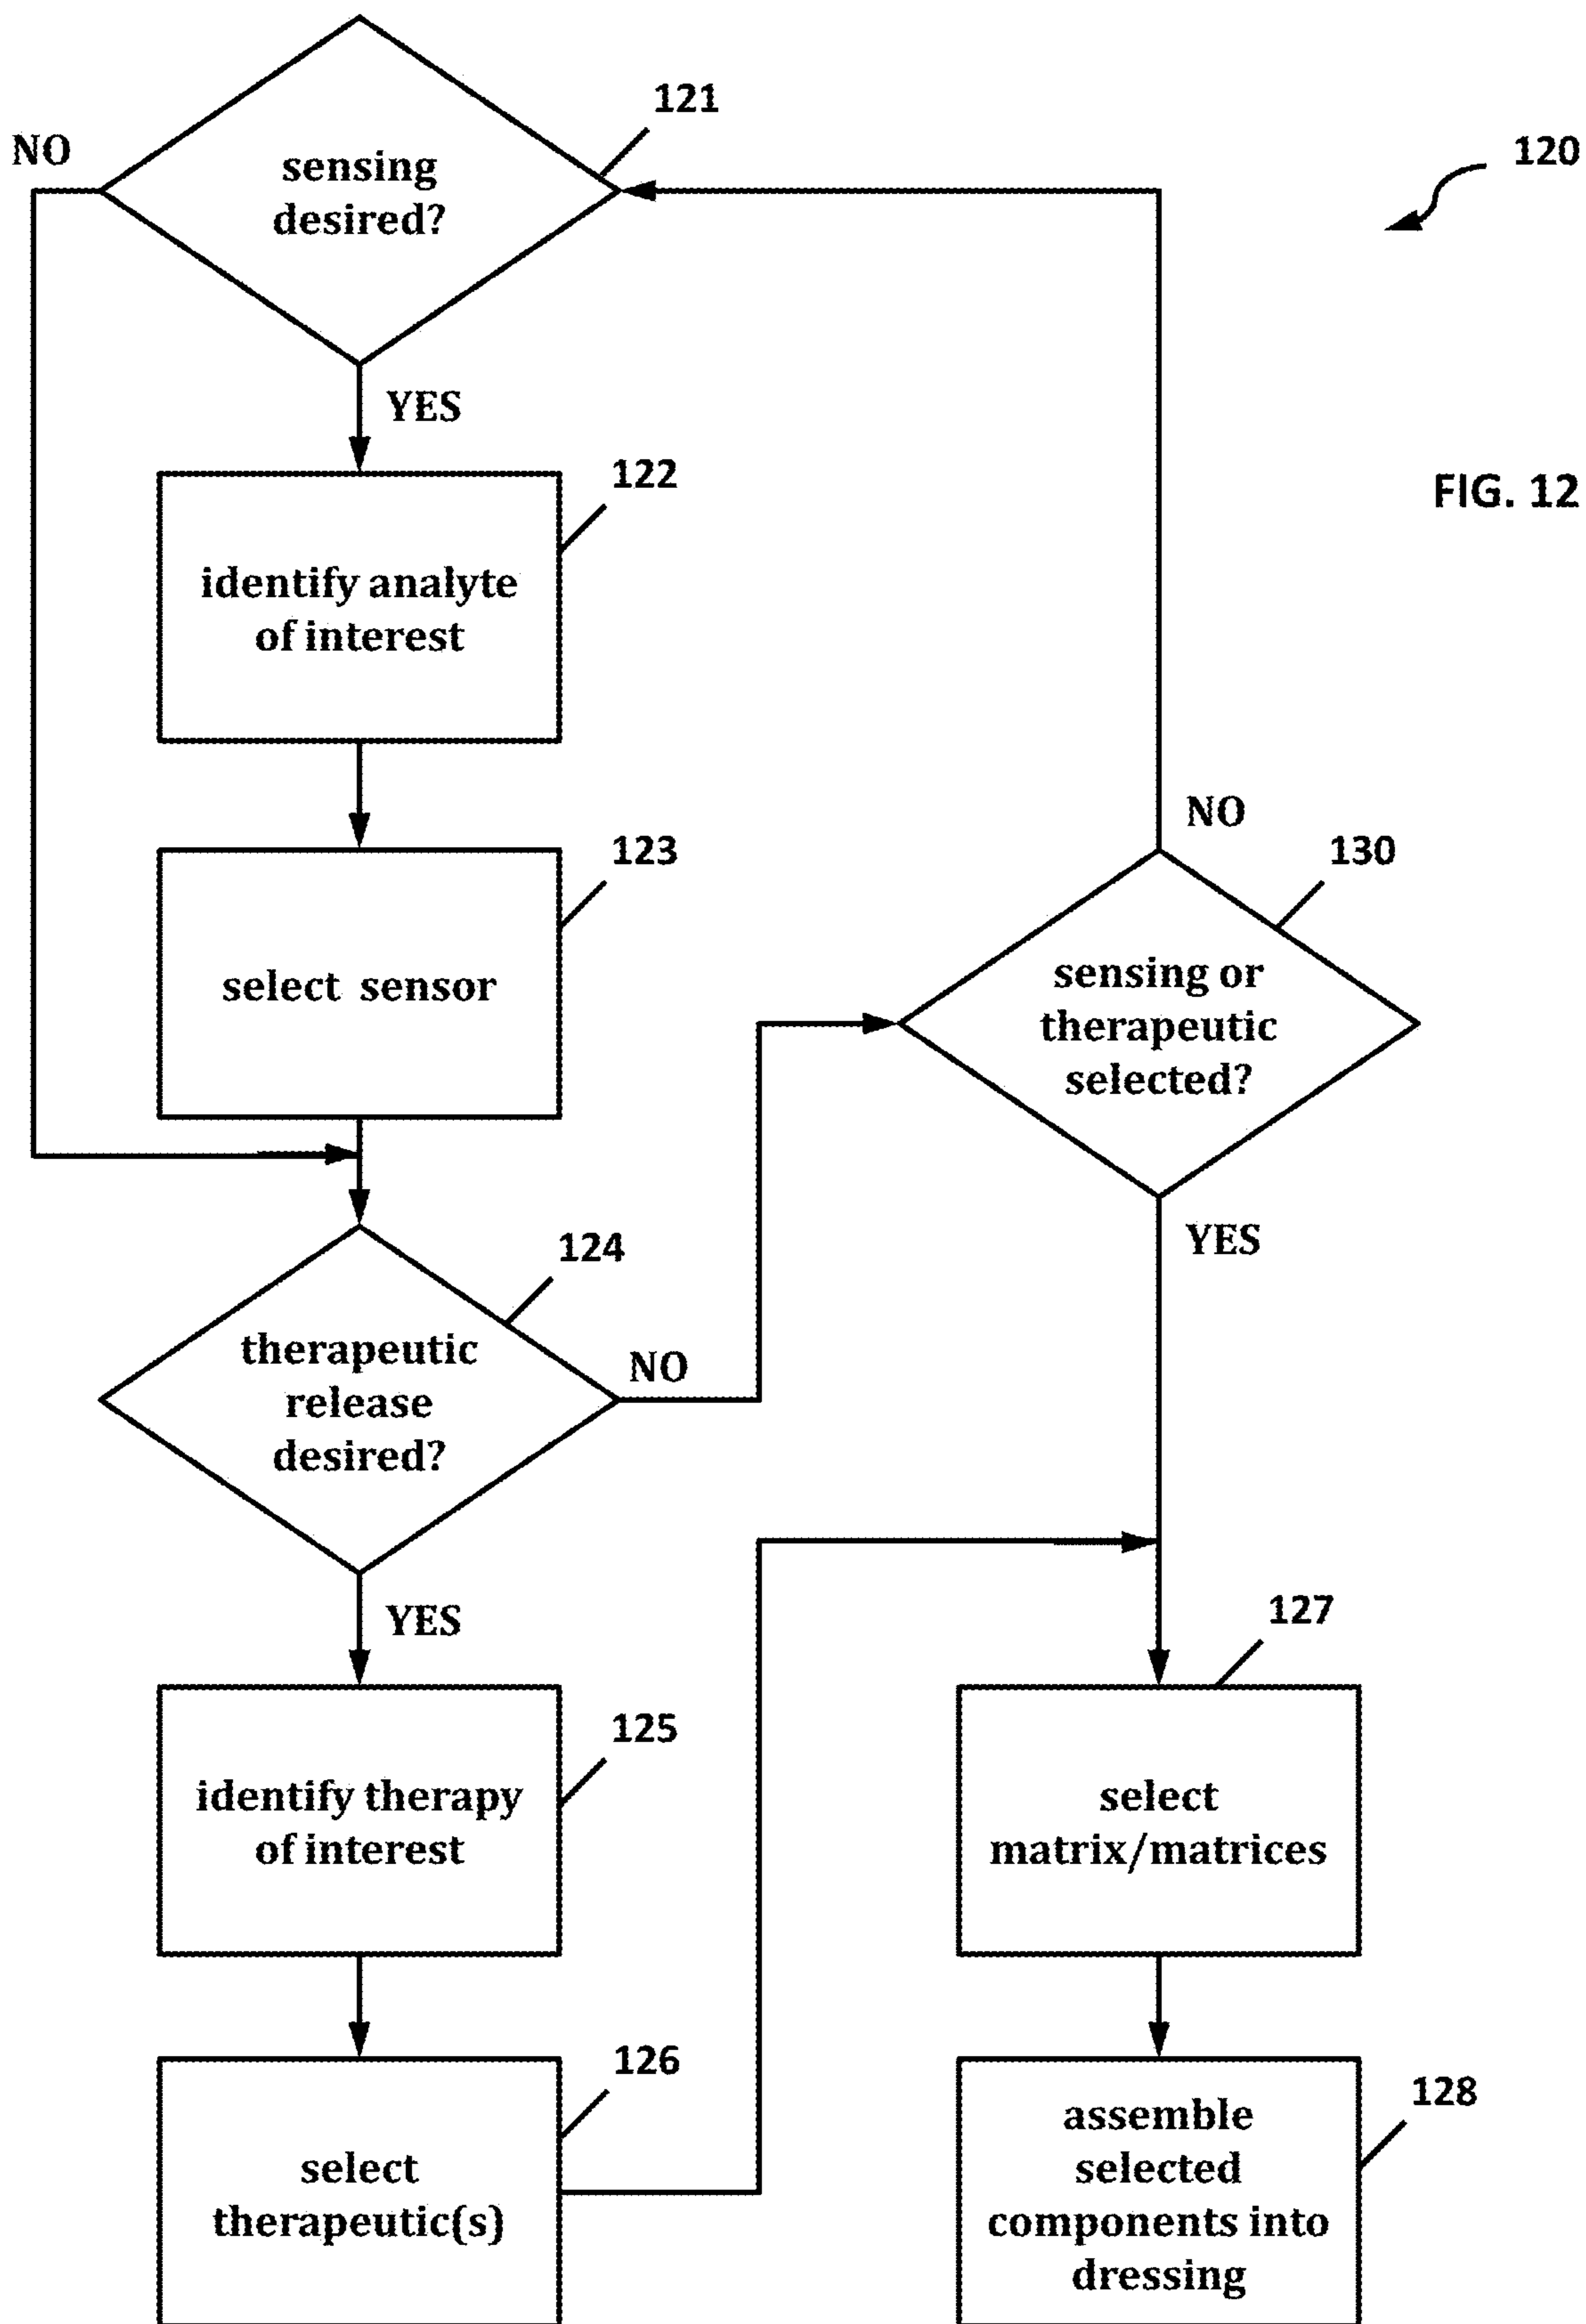 121
NO
sensing
desired?
120
YES
122
FIG. 12
identify analyte
of interest
123
select sensor
NO
130
sensing or
therapeutic
selected?
YES
124
therapeutic
release
desired?
NO
YES
125
identify therapy
of interest
127
select
matrix/matrices
126
select
therapeutic(s)
128
assemble
selected
components into
dressing